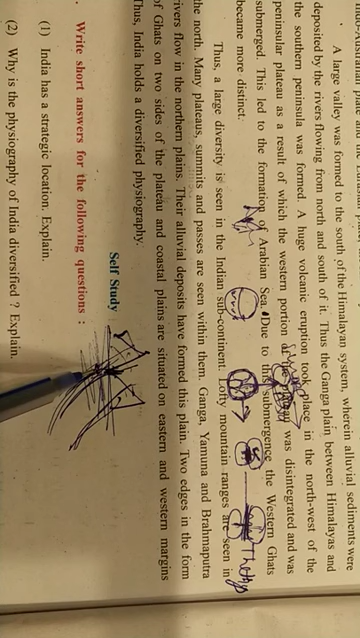 A large valley was formed to the south of the Himalayan system, wherein alluvial sediments were
deposited by the rivers flowing from north and south of it. Thus the Ganga plain between Himalayas and
the southern peninsula was formed. A huge volcanic eruption took place in the north-west of the
peninsular plateau as a result of which the western portion of the was disintegrated and was
submerged. This led to the formation of Arabian Sea. Due to the submergence the Western Ghats
became more distinct.
Thus, a large diversity is seen in the Indian sub-continent. Lofty mountain ranges are seen in
the north. Many plateaus, summits and passes are seen within them. Ganga, Yamuna and Brahmaputra
rivers flow in the northern plains. Their alluvial deposits have formed this plain. Two edges in the form
of Ghats on two sides of the plateau and coastal plains are situated on eastern and western margins
Thus, India holds a diversified physiography.
Self Study
Write short answers for the following questions :
(1) India has a strategic location. Explain.
(2) Why is the physiography of India diversified ? Explain.